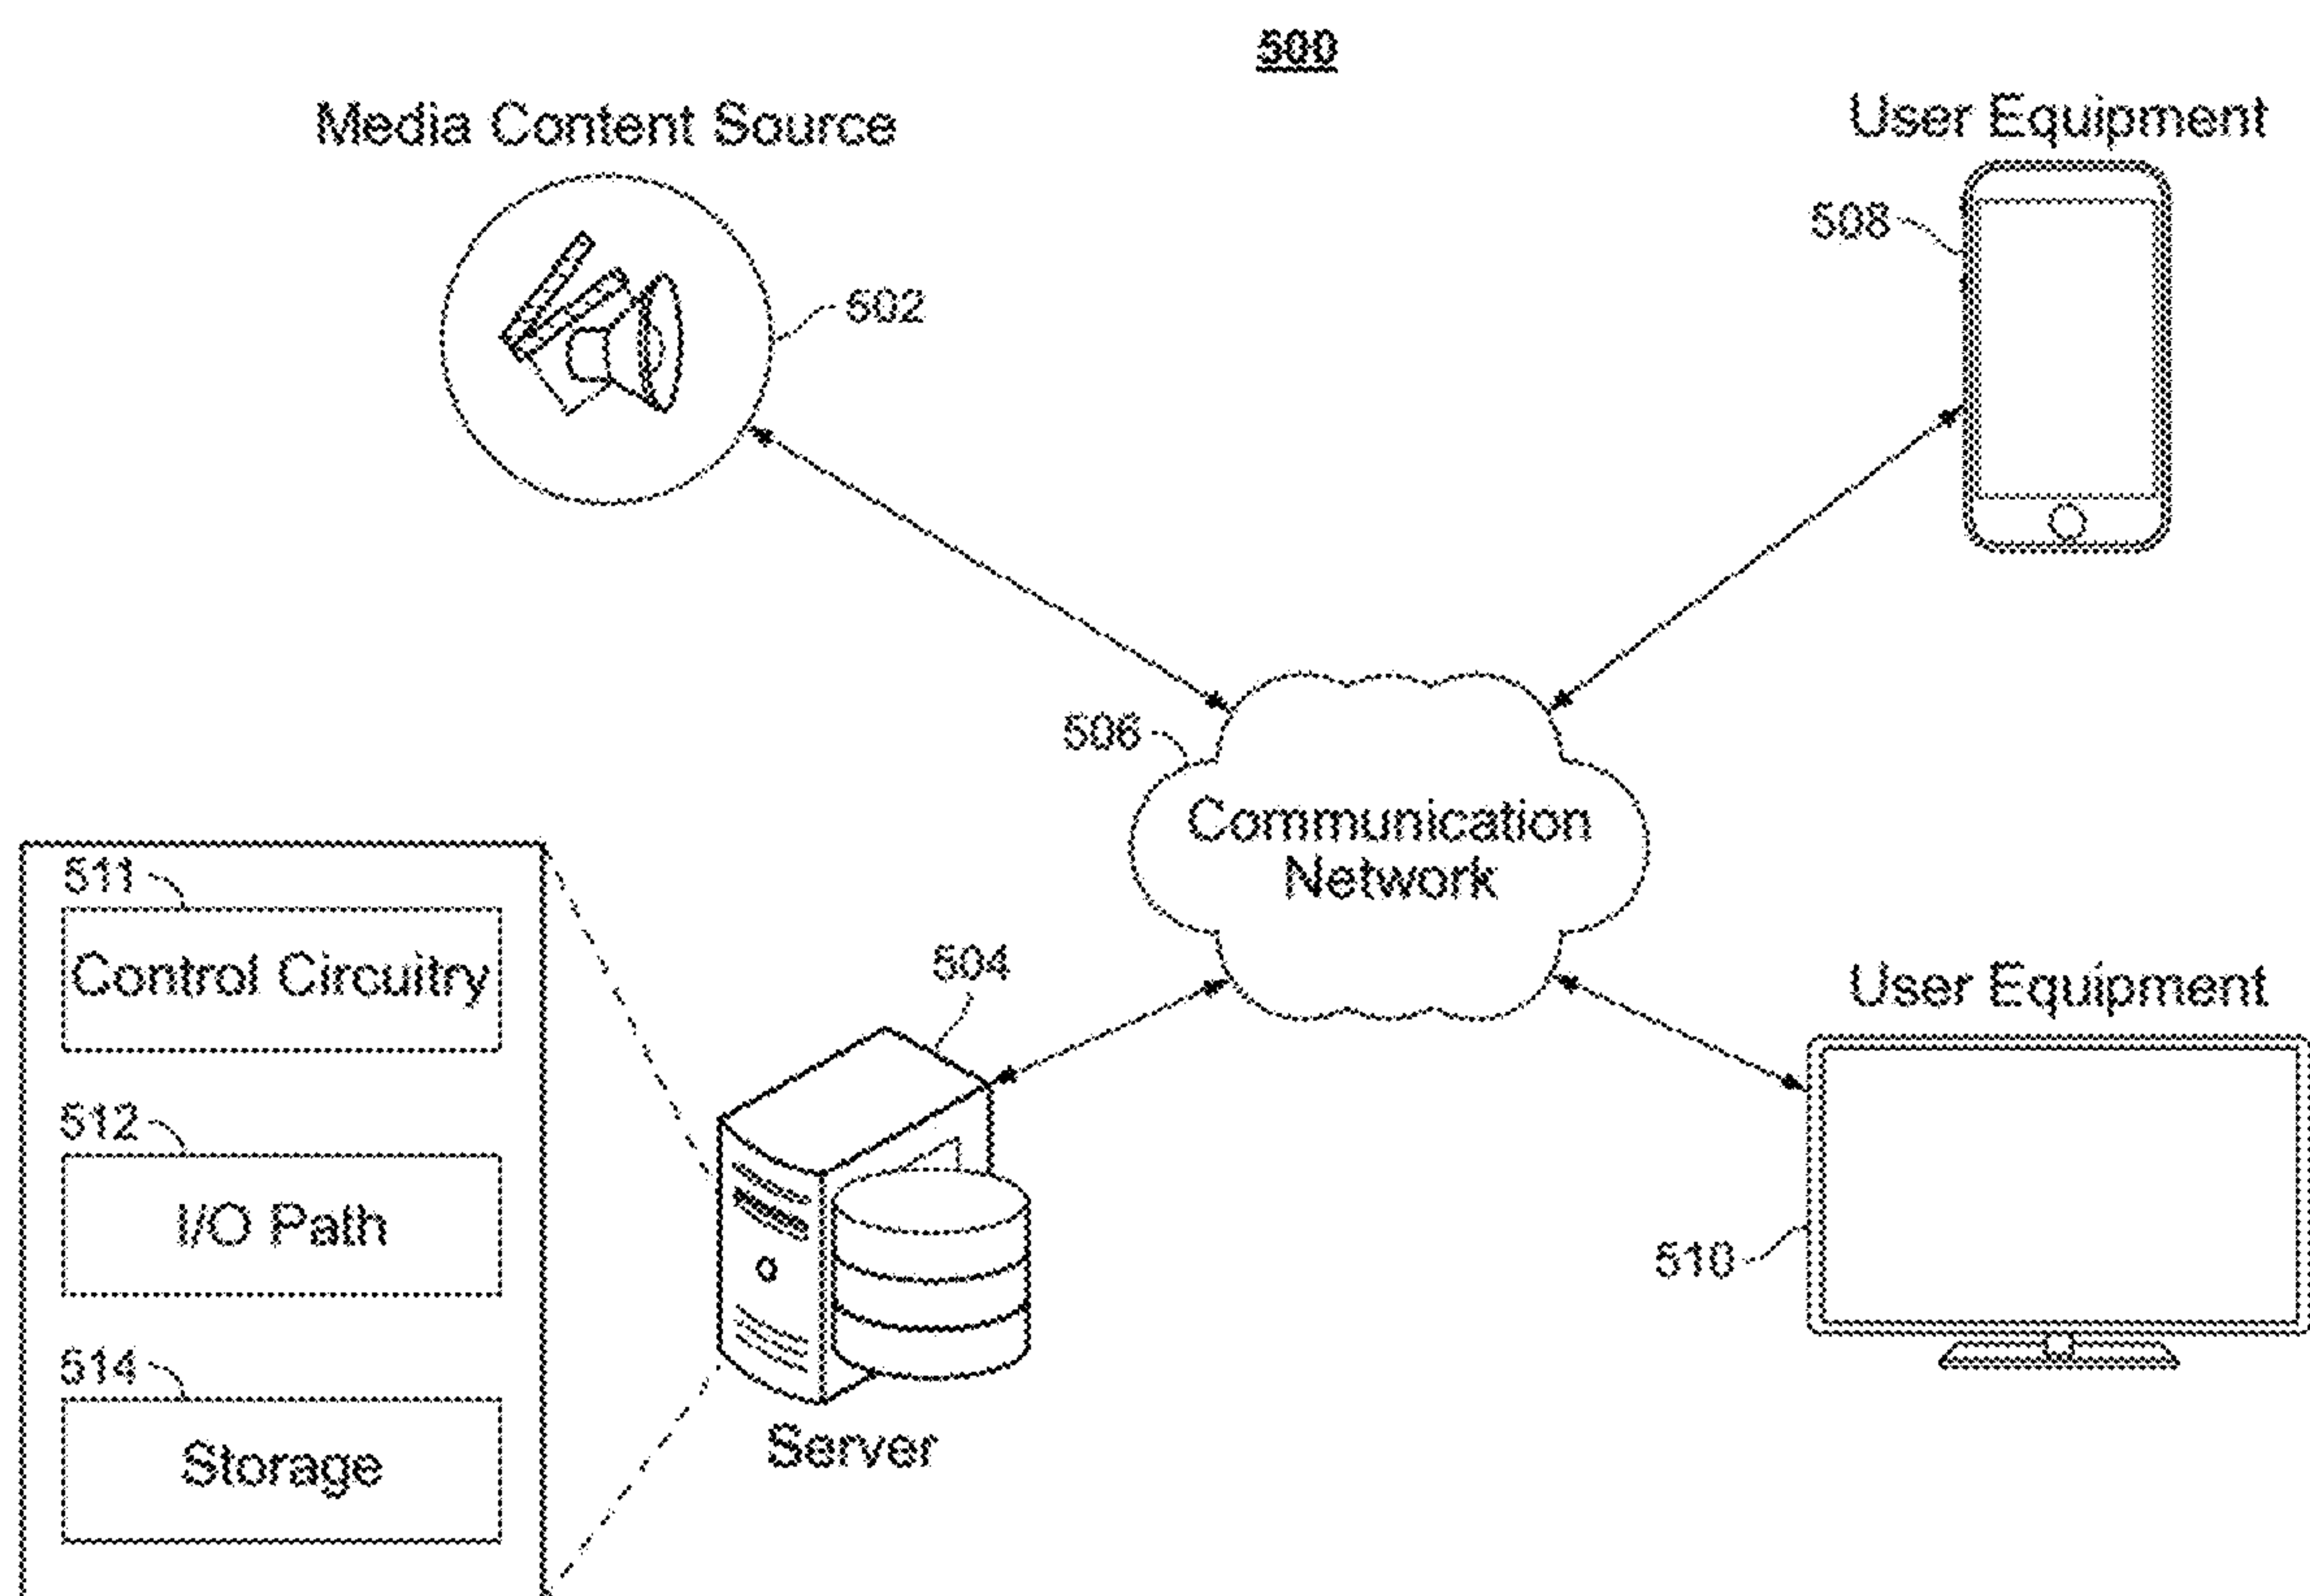 500
Media Content Source
User Equipment
508
502
506
Communication
Network
511
Control Circuitry
504
User Equipment
512
I/O Path
510
514
Storage
Server